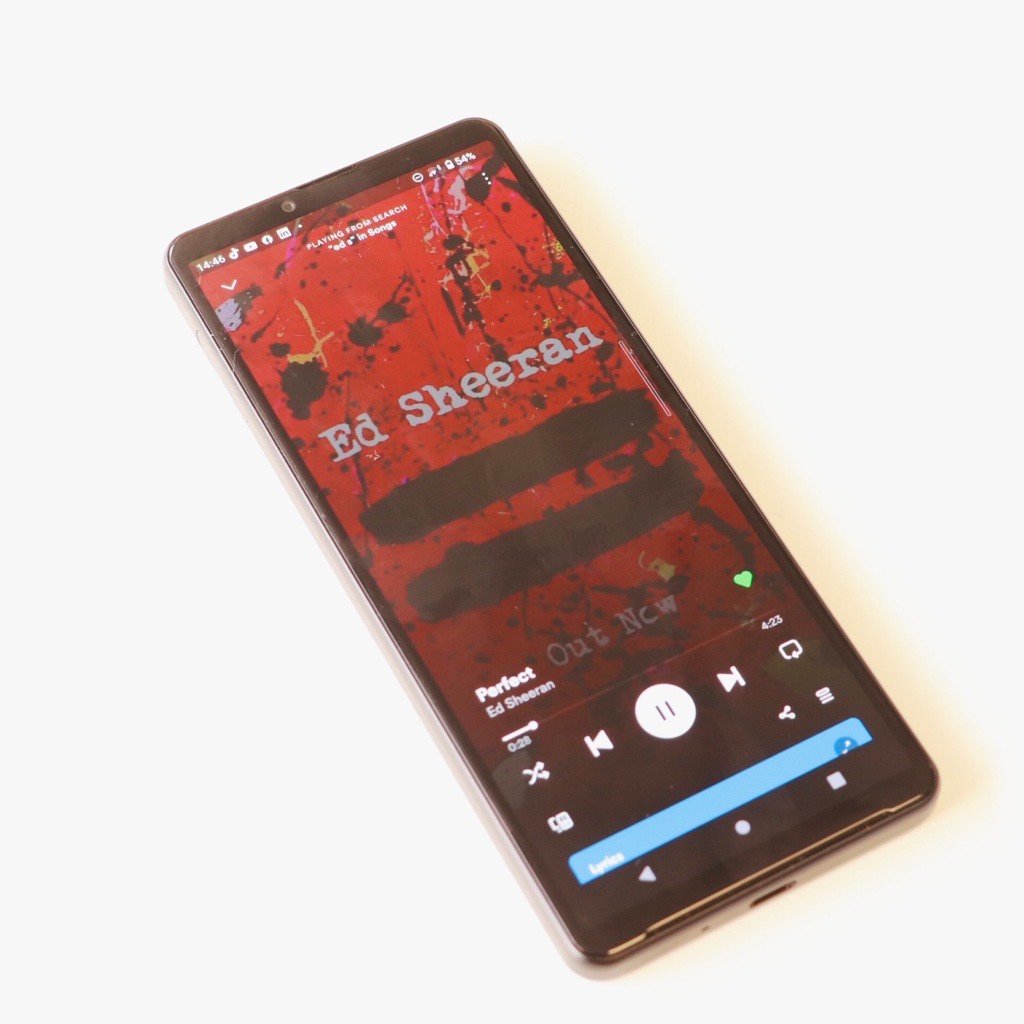 14:46
54%
PLAYING FROM SEARCH
"ed s" in Songs
Ed Sheeran
Out Now
Perfect
Ed Sheeran
0:28
4:23
Lyrics